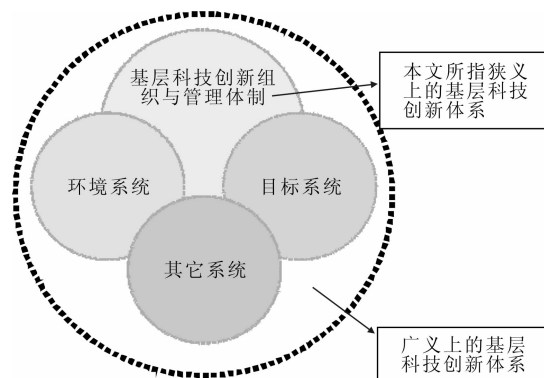 基层科技创新组
织与管理体制
本文所指狭义
上的基层科技
创新体系
环境系统
目标系统
其它系统
广义上的基层
科技创新体系